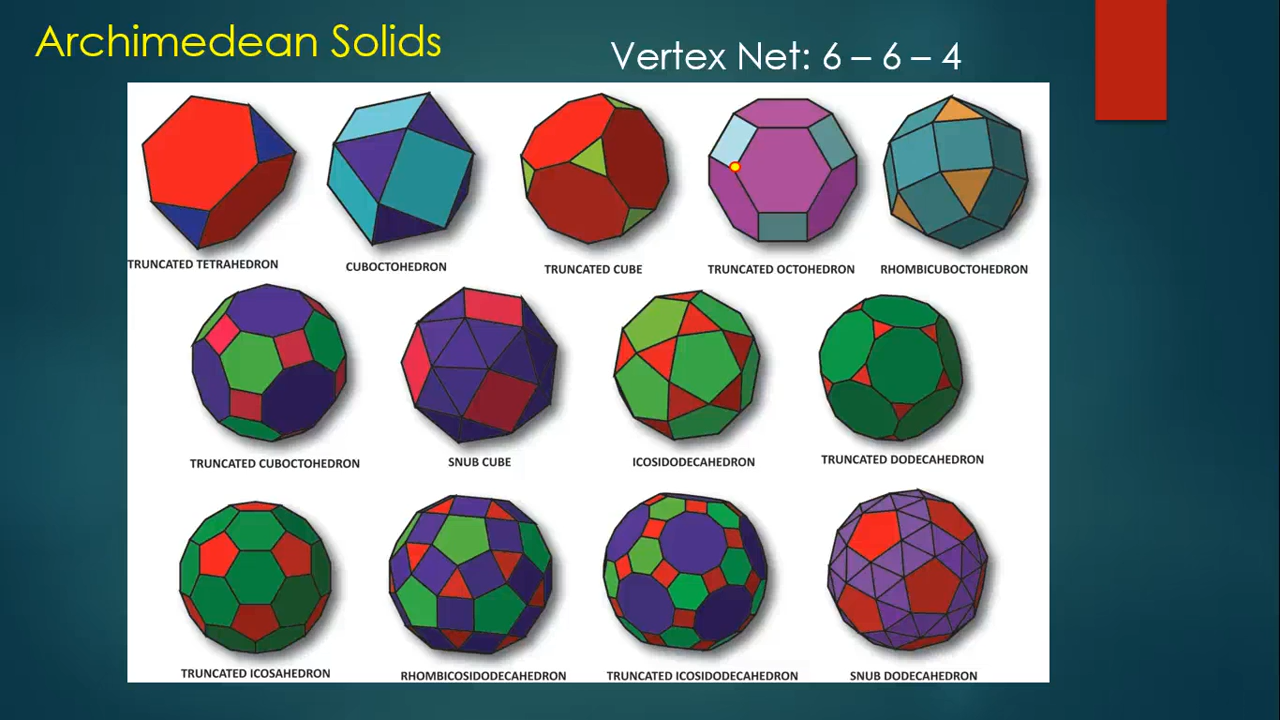 Archimedean Solids
Vertex Net: 6 – 6 – 4
TRUNCATED TETRAHEDRON
CUBOCTOHEDRON
TRUNCATED CUBE
TRUNCATED OCTOHEDRON
RHOMBICUBOCTOHEDRON
TRUNCATED CUBOCTOHEDRON
SNUB CUBE
ICOSIDODECAHEDRON
TRUNCATED DODECAHEDRON
TRUNCATED ICOSAHEDRON
RHOMBICOSIDODECAHEDRON
TRUNCATED ICOSIDODECAHEDRON
SNUB DODECAHEDRON